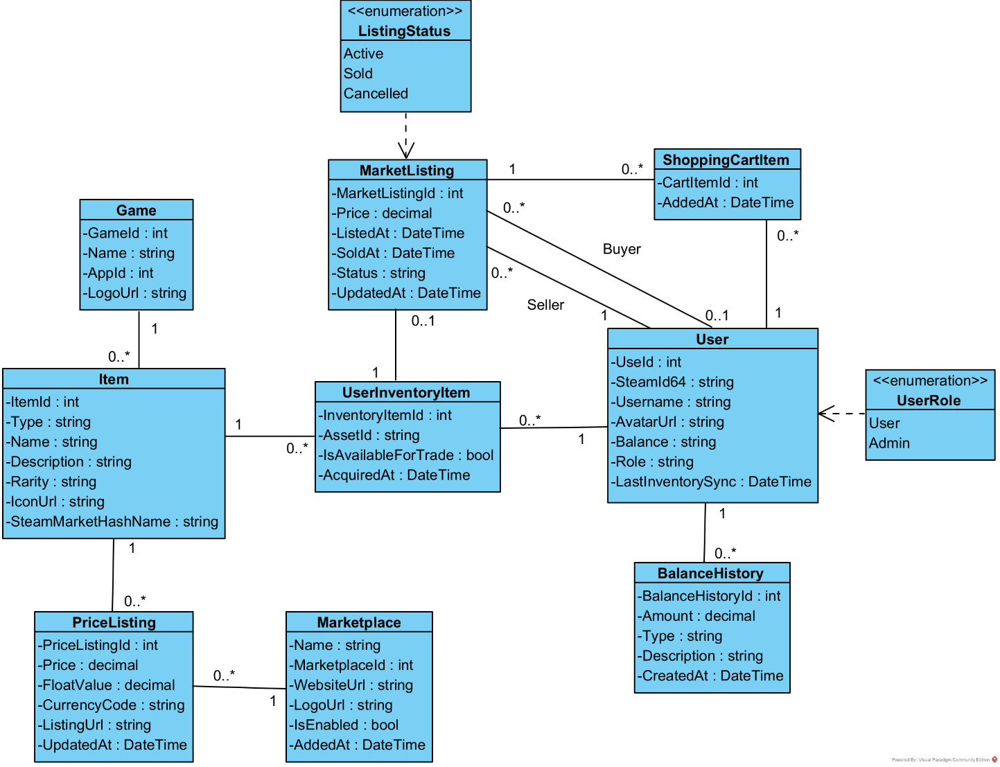 <<enumeration>>
ListingStatus
Active
Sold
Cancelled
MarketListing
-MarketListingId : int
-Price : decimal
-ListedAt : DateTime
-SoldAt : DateTime
-Status : string
-UpdatedAt : DateTime
1
0..*
ShoppingCartItem
-CartItemId : int
-AddedAt : DateTime
0..*
Buyer
0..1
0..*
Seller
1
0..*
1
Game
-GameId : int
-Name : string
-AppId : int
-LogoUrl : string
1
0..*
0..1
1
Item
-ItemId : int
-Type : string
-Name : string
-Description : string
-Rarity : string
-IconUrl : string
-SteamMarketHashName : string
1
0..*
UserInventoryItem
-InventoryItemId : int
-AssetId : string
-IsAvailableForTrade : bool
-AcquiredAt : DateTime
0..*
1
User
-UseId : int
-SteamId64 : string
-Username : string
-AvatarUrl : string
-Balance : string
-Role : string
-LastInventorySync : DateTime
<<enumeration>>
UserRole
User
Admin
1
0..*
1
0..*
BalanceHistory
-BalanceHistoryId : int
-Amount : decimal
-Type : string
-Description : string
-CreatedAt : DateTime
PriceListing
-PriceListingId : int
-Price : decimal
-FloatValue : decimal
-CurrencyCode : string
-ListingUrl : string
-UpdatedAt : DateTime
0..*
1
Marketplace
-Name : string
-MarketplaceId : int
-WebsiteUrl : string
-LogoUrl : string
-IsEnabled : bool
-AddedAt : DateTime
Powered By: Visual Paradigm Community Edition